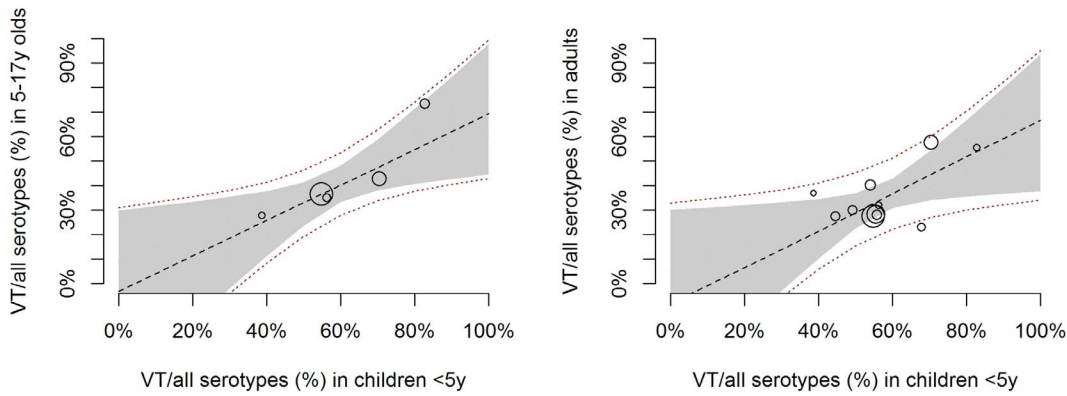 VT/all serotypes (%) in 5-17y olds
90%
60%
30%
0%
0% 20% 40% 60% 80% 100%
VT/all serotypes (%) in children <5y
VT/all serotypes (%) in adults
90%
60%
30%
0%
0% 20% 40% 60% 80% 100%
VT/all serotypes (%) in children <5y